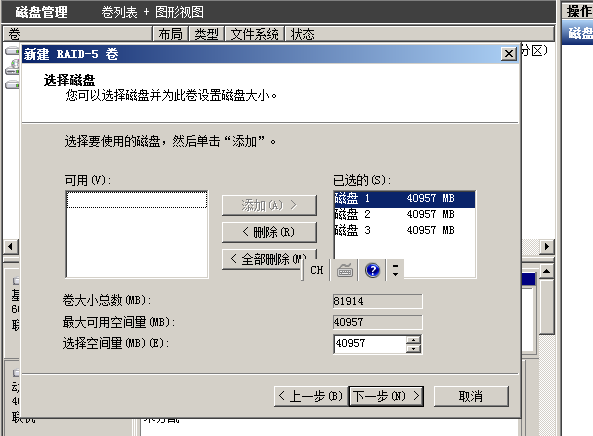 磁盘管理 卷列表 + 图形视图 操作
卷 布局 类型 文件系统 状态 磁盘
新建 RAID-5 卷
分区)
选择磁盘
您可以选择磁盘并为此卷设置磁盘大小。
选择要使用的磁盘，然后单击“添加”。
可用(V): 已选的(S):
添加(A) >
< 删除(R)
< 全部删除(M)
磁盘 1 40957 MB
磁盘 2 40957 MB
磁盘 3 40957 MB
CH
卷大小总数(MB): 81914
最大可用空间量(MB): 40957
选择空间量(MB)(E): 40957
基
60
联
动
40
联机
未分配
< 上一步(B) 下一步(N) > 取消